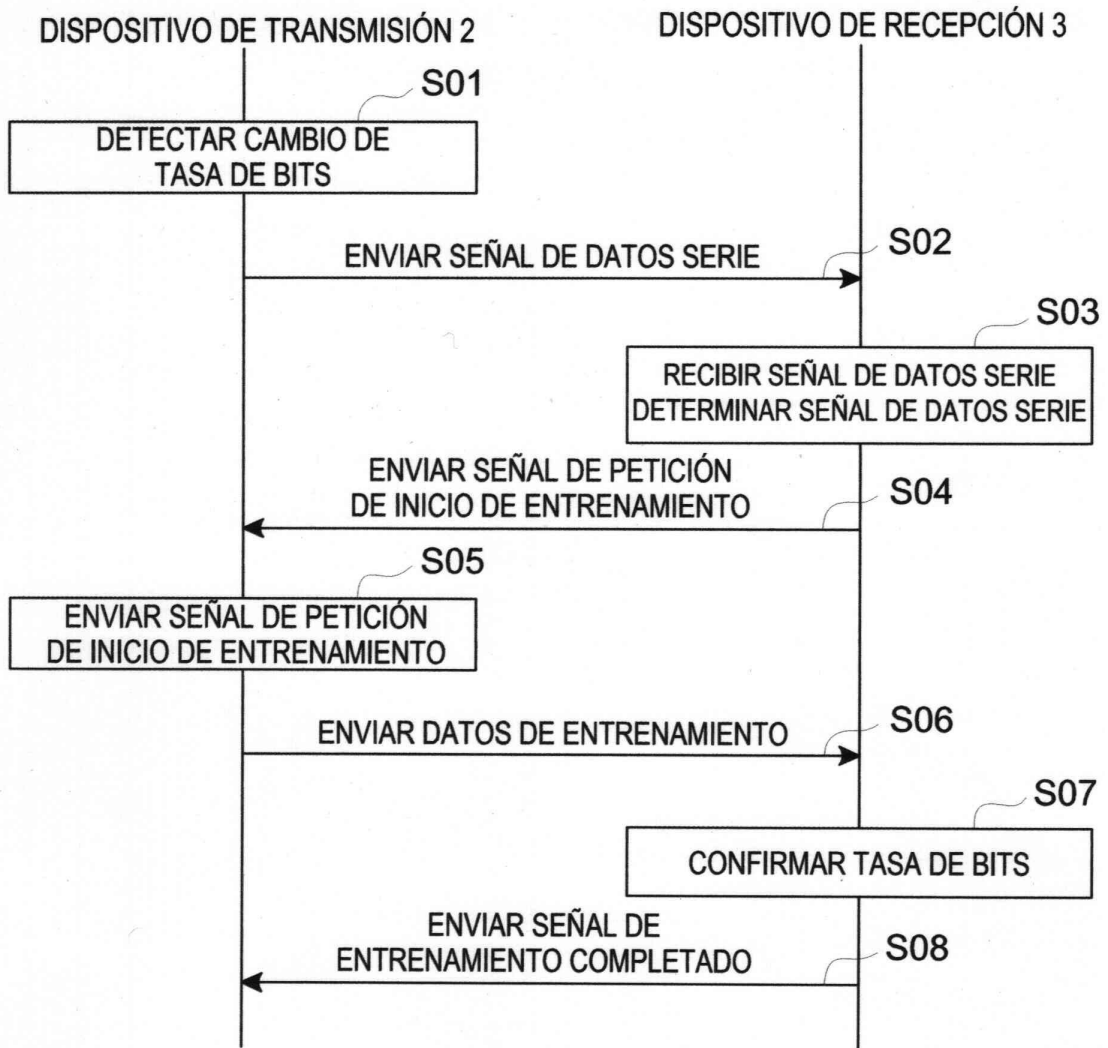 DISPOSITIVO DE TRANSMISIÓN 2
DISPOSITIVO DE RECEPCIÓN 3
S01
DETECTAR CAMBIO DE
TASA DE BITS
ENVIAR SEÑAL DE DATOS SERIE
S02
S03
RECIBIR SEÑAL DE DATOS SERIE
DETERMINAR SEÑAL DE DATOS SERIE
ENVIAR SEÑAL DE PETICIÓN
DE INICIO DE ENTRENAMIENTO
S04
S05
ENVIAR SEÑAL DE PETICIÓN
DE INICIO DE ENTRENAMIENTO
ENVIAR DATOS DE ENTRENAMIENTO
S06
S07
CONFIRMAR TASA DE BITS
ENVIAR SEÑAL DE
ENTRENAMIENTO COMPLETADO
S08